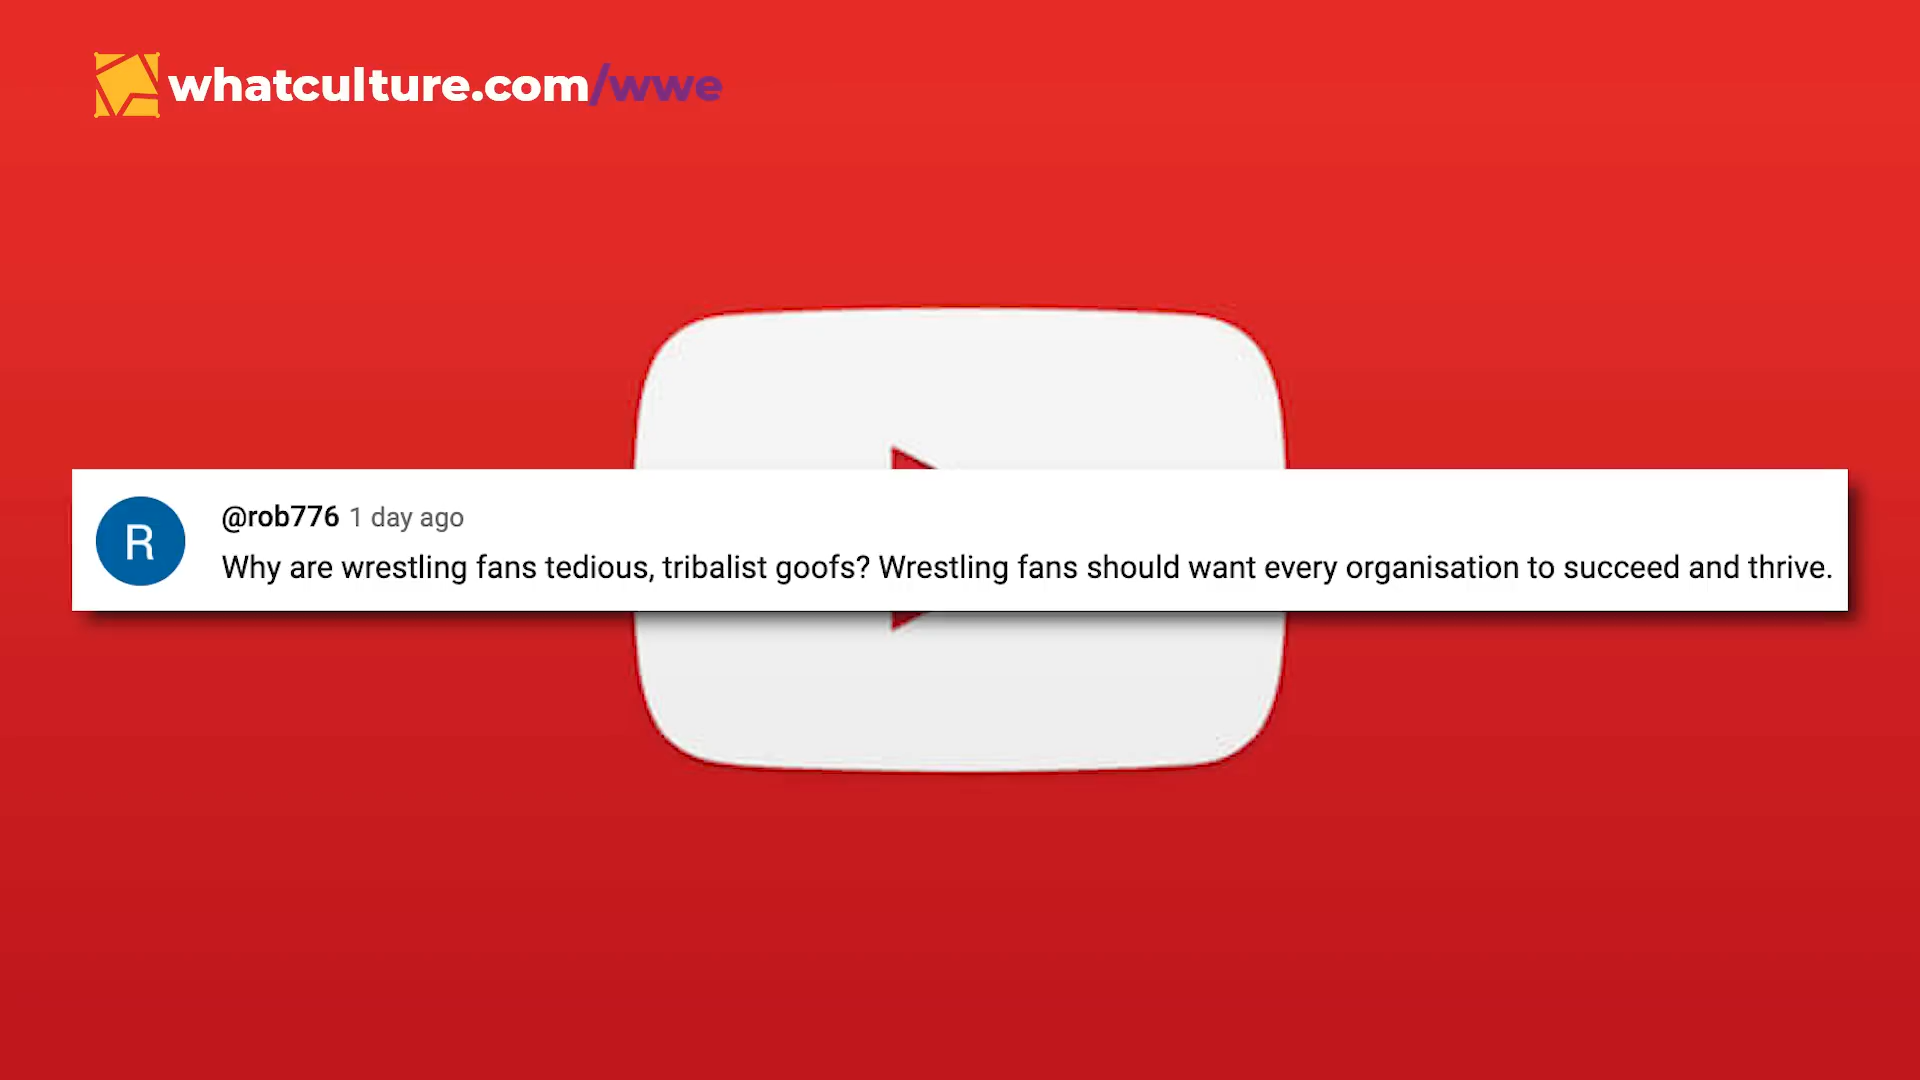 whatculture.com/wwe
R
@rob776 1 day ago
Why are wrestling fans tedious, tribalist goofs? Wrestling fans should want every organisation to succeed and thrive.